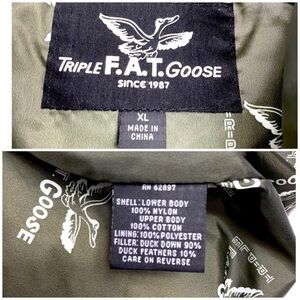 TRIPLE F.A.T. GOOSE
SINCE 1987
XL
MADE IN
CHINA
T.
GOOSE
RN 62897
SHELL: LOWER BODY
100% NYLON
UPPER BODY
100% COTTON
LINING: 100% POLYESTER
FILLER: DUCK DOWN 90%
DUCK FEATHERS 10%
CARE ON REVERSE